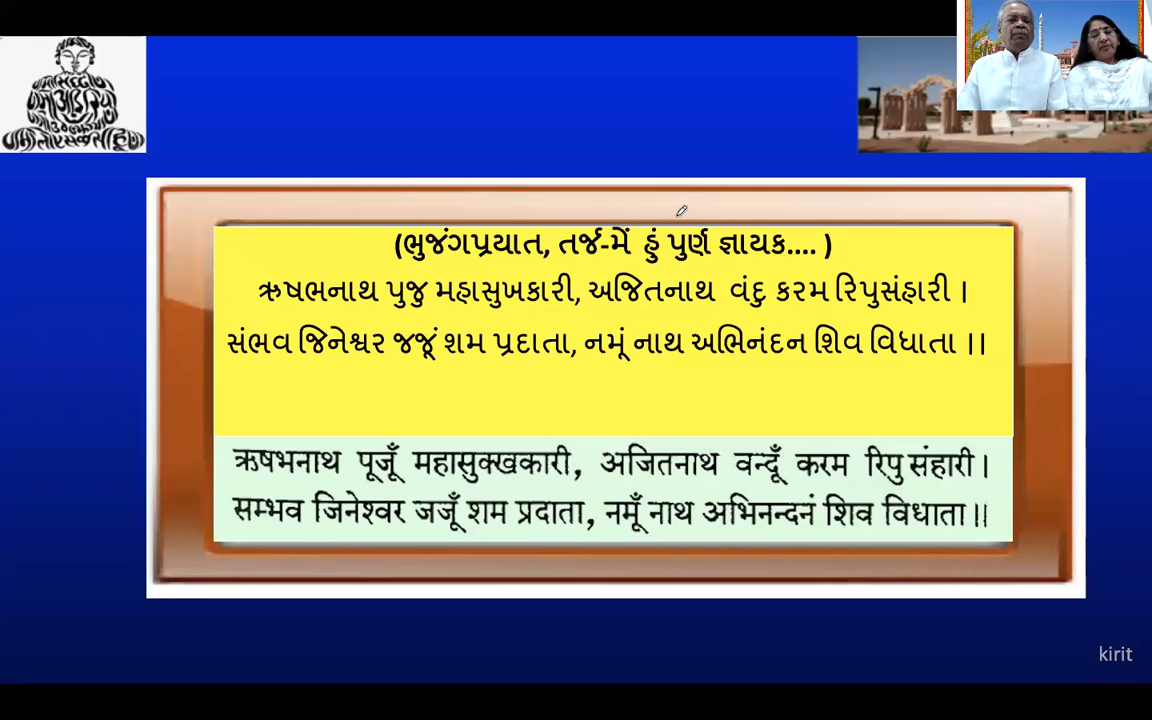 (ભુજંગપ્રયાત, તર્જ-મેં હું પુર્ણ જ્ઞાયક.... )
ઋષભનાથ પુજુ મહાસુખકારી, અજિતનાથ વંદુ કરમ રિપુસંહારી ।
સંભવ જિનેશ્વર જજૂં શમ પ્રદાતા, નમૂં નાથ અભિનંદન શિવ વિધાતા ।।
ऋषभनाथ पूजूँ महासुक्खकारी, अजितनाथ वन्दूँ करम रिपु संहारी।
सम्भव जिनेश्वर जजूँ शम प्रदाता, नमूँ नाथ अभिनन्दनं शिव विधाता॥
kirit